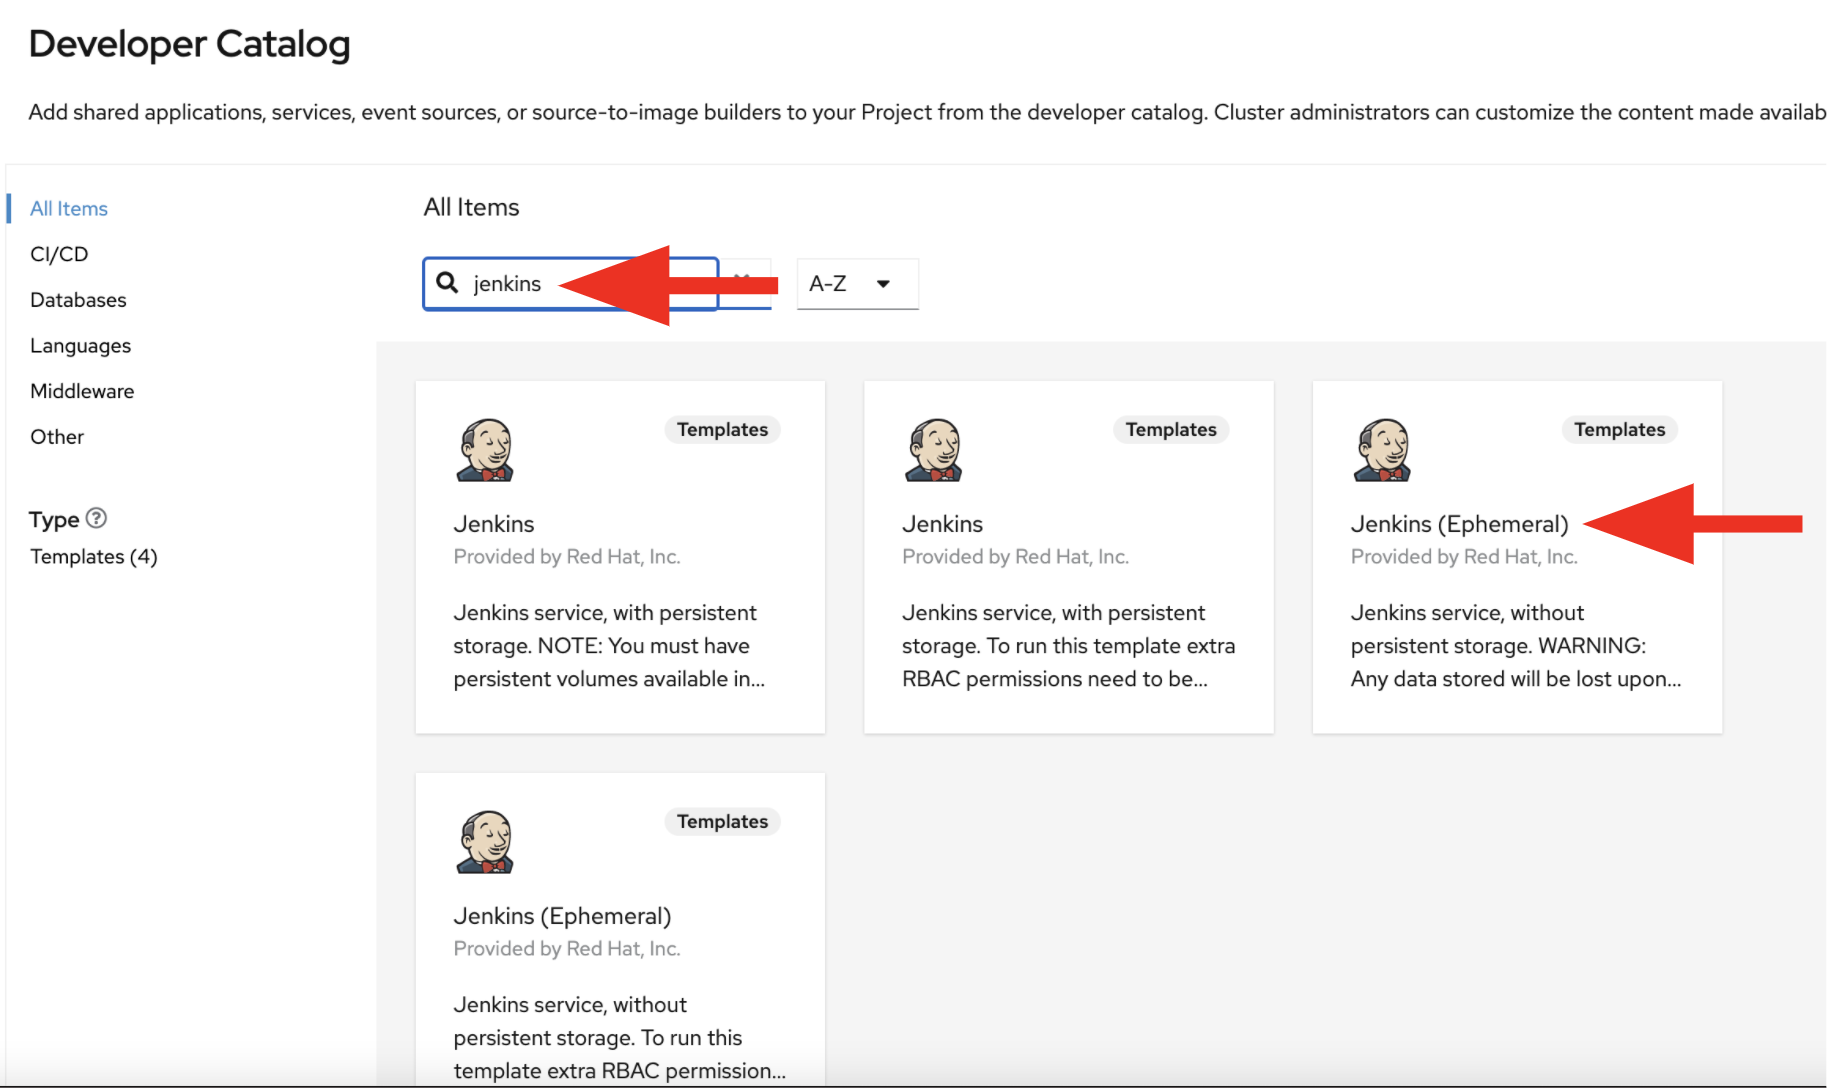 Developer Catalog
Add shared applications, services, event sources, or source-to-image builders to your Project from the developer catalog. Cluster administrators can customize the content made availab
All Items
CI/CD
Databases
Languages
Middleware
Other
Type
Templates (4)
All Items
jenkins
A-Z
Templates
Jenkins
Provided by Red Hat, Inc.
Jenkins service, with persistent
storage. NOTE: You must have
persistent volumes available in...
Templates
Jenkins
Provided by Red Hat, Inc.
Jenkins service, with persistent
storage. To run this template extra
RBAC permissions need to be...
Templates
Jenkins (Ephemeral)
Provided by Red Hat, Inc.
Jenkins service, without
persistent storage. WARNING:
Any data stored will be lost upon...
Templates
Jenkins (Ephemeral)
Provided by Red Hat, Inc.
Jenkins service, without
persistent storage. To run this
template extra RBAC permission...